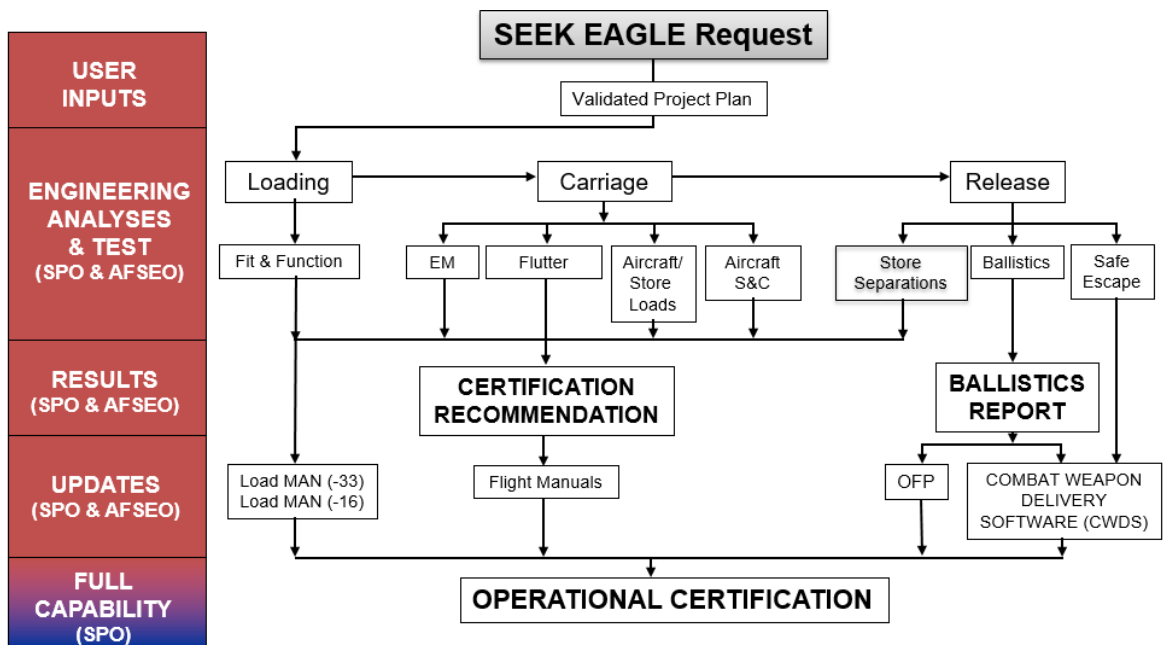 SEEK EAGLE Request
USER
INPUTS
Validated Project Plan
ENGINEERING
ANALYSES
& TEST
(SPO & AFSEO)
Loading
Carriage
Release
Fit & Function
EM
Flutter
Aircraft/
Store
Loads
Aircraft
S&C
Store
Separations
Ballistics
Safe
Escape
RESULTS
(SPO & AFSEO)
CERTIFICATION
RECOMMENDATION
BALLISTICS
REPORT
UPDATES
(SPO & AFSEO)
Load MAN (-33)
Load MAN (-16)
Flight Manuals
OFP
COMBAT WEAPON
DELIVERY
SOFTWARE (CWDS)
FULL
CAPABILITY
(SPO)
OPERATIONAL CERTIFICATION